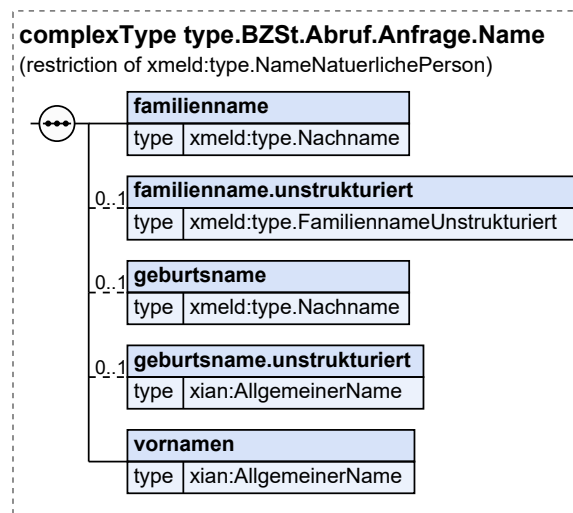 complexType type.BZSt.Abruf.Anfrage.Name
(restriction of xmeld:type.NameNatuerlichePerson)
familienname
type xmeld:type.Nachname
0..1 familienname.unstrukturiert
type xmeld:type.FamiliennameUnstrukturiert
0..1 geburtsname
type xmeld:type.Nachname
0..1 geburtsname.unstrukturiert
type xian:AllgemeinerName
vornamen
type xian:AllgemeinerName